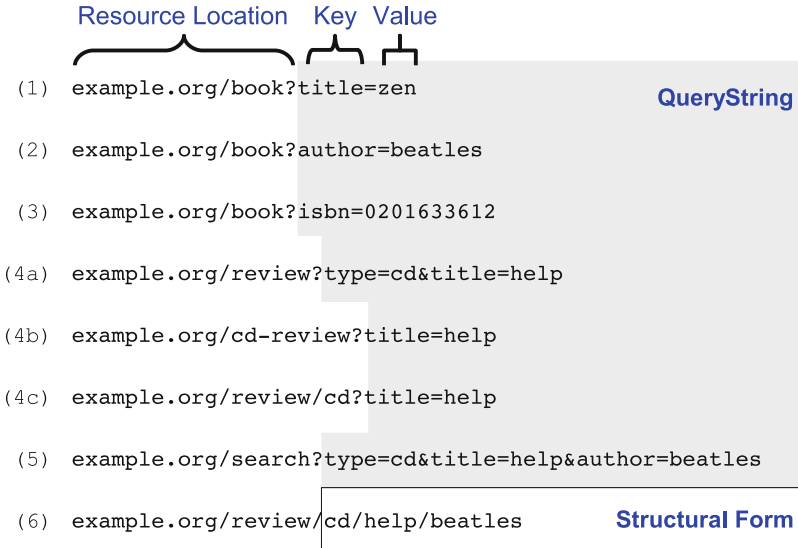 Resource Location Key Value
(1) example.org/book?title=zen QueryString
(2) example.org/book?author=beatles
(3) example.org/book?isbn=0201633612
(4a) example.org/review?type=cd&title=help
(4b) example.org/cd-review?title=help
(4c) example.org/review/cd?title=help
(5) example.org/search?type=cd&title=help&author=beatles
(6) example.org/review/cd/help/beatles Structural Form